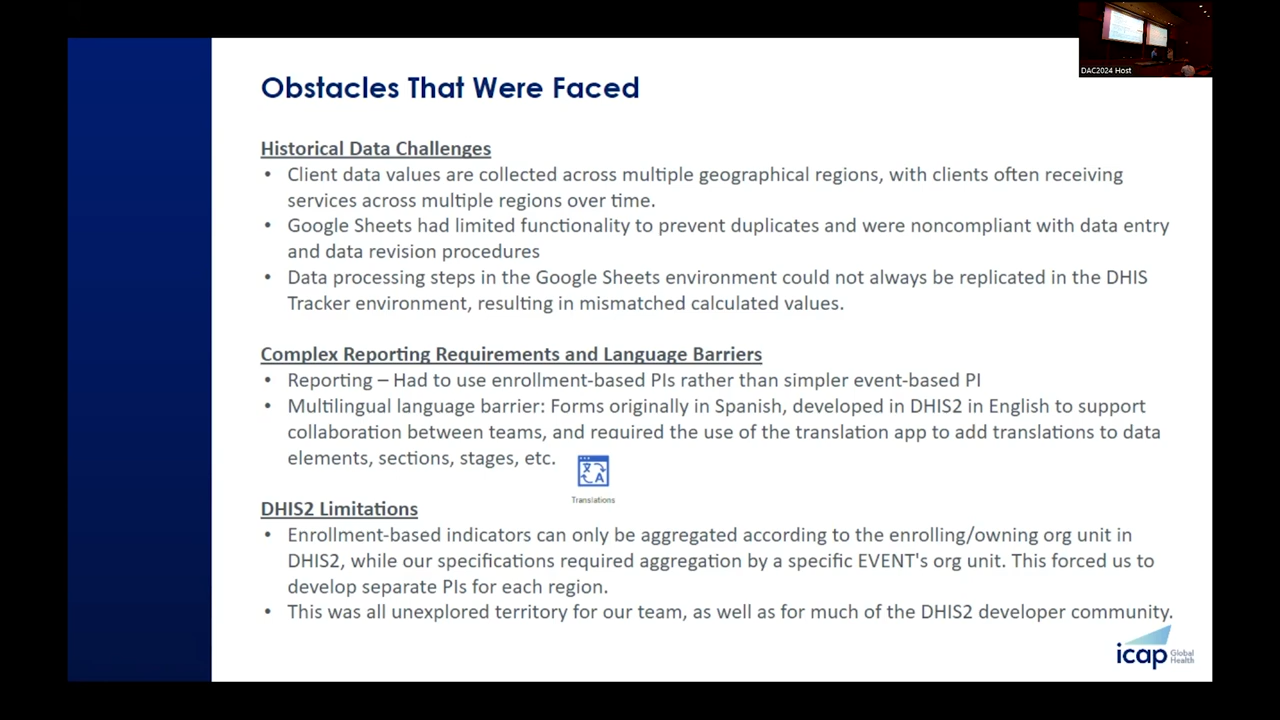 DAC2024 Host
Obstacles That Were Faced
Historical Data Challenges
• Client data values are collected across multiple geographical regions, with clients often receiving
services across multiple regions over time.
• Google Sheets had limited functionality to prevent duplicates and were noncompliant with data entry
and data revision procedures
• Data processing steps in the Google Sheets environment could not always be replicated in the DHIS
Tracker environment, resulting in mismatched calculated values.
Complex Reporting Requirements and Language Barriers
• Reporting – Had to use enrollment-based PIs rather than simpler event-based PI
• Multilingual language barrier: Forms originally in Spanish, developed in DHIS2 in English to support
collaboration between teams, and required the use of the translation app to add translations to data
elements, sections, stages, etc.
Translations
DHIS2 Limitations
• Enrollment-based indicators can only be aggregated according to the enrolling/owning org unit in
DHIS2, while our specifications required aggregation by a specific EVENT's org unit. This forced us to
develop separate PIs for each region.
• This was all unexplored territory for our team, as well as for much of the DHIS2 developer community.
icap Global
Health